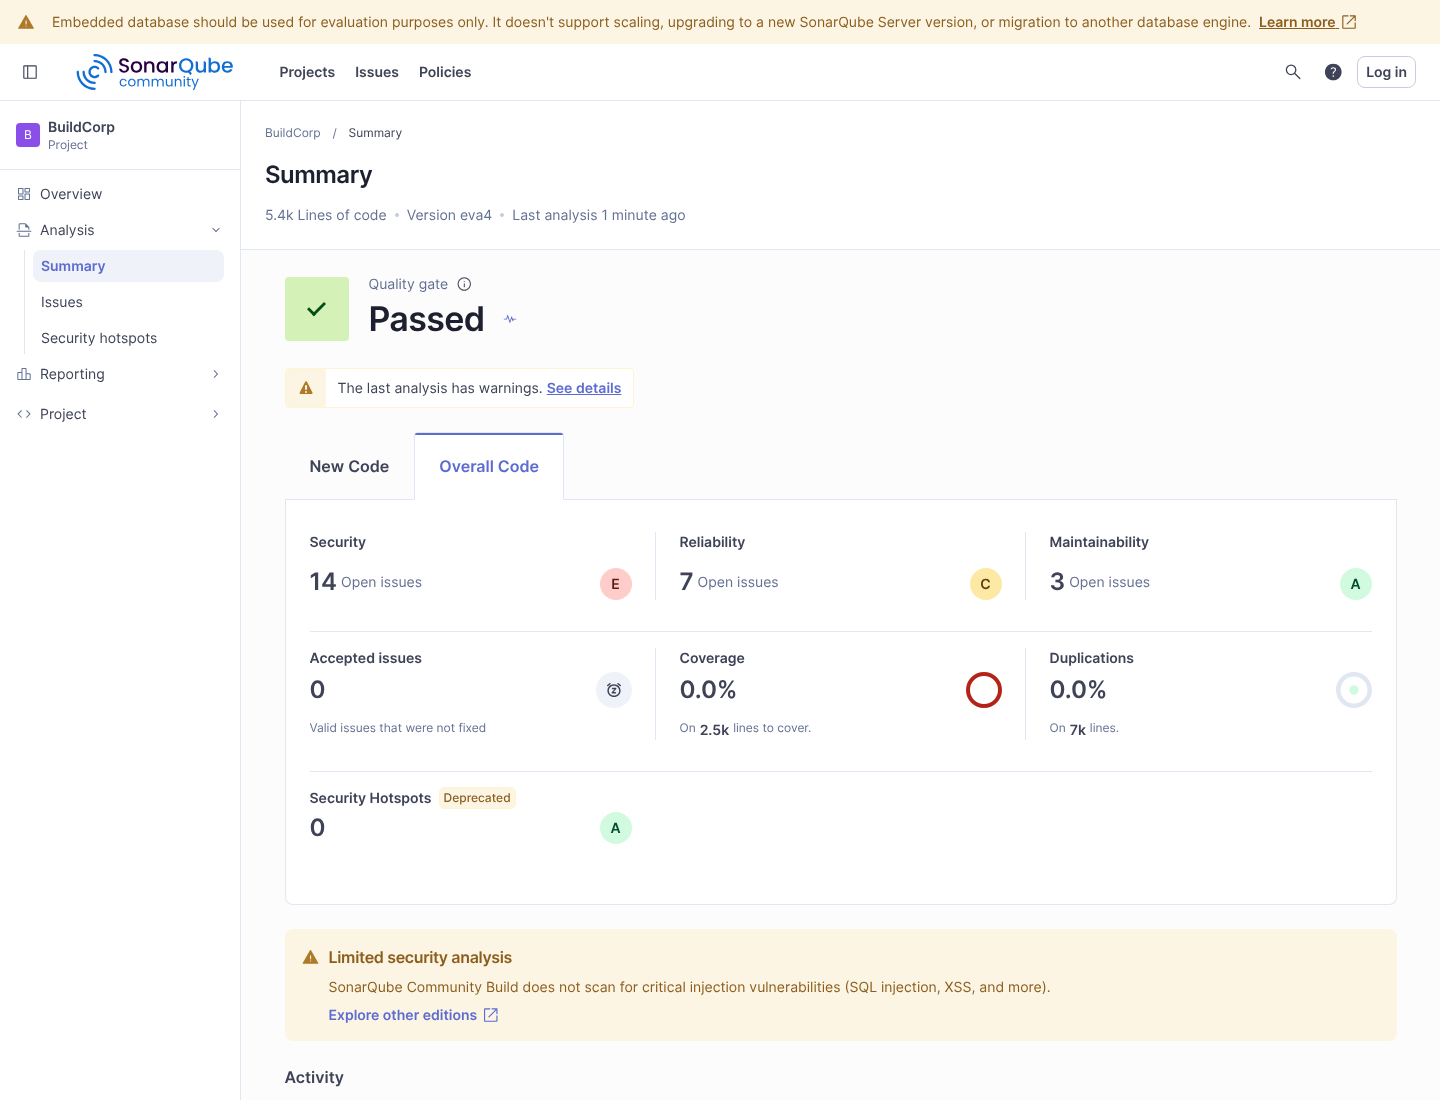 Embedded database should be used for evaluation purposes only. It doesn't support scaling, upgrading to a new SonarQube Server version, or migration to another database engine. Learn more
SonarQube community
Projects Issues Policies
Log in
B
BuildCorp
Project
Overview
Analysis
Summary
Issues
Security hotspots
Reporting
Project
BuildCorp / Summary
Summary
5.4k Lines of code • Version eva4 • Last analysis 1 minute ago
Quality gate
Passed
The last analysis has warnings. See details
New Code
Overall Code
Security
14 Open issues
E
Reliability
7 Open issues
C
Maintainability
3 Open issues
A
Accepted issues
0
Valid issues that were not fixed
Coverage
0.0%
On 2.5k lines to cover.
Duplications
0.0%
On 7k lines.
Security Hotspots Deprecated
0
A
Limited security analysis
SonarQube Community Build does not scan for critical injection vulnerabilities (SQL injection, XSS, and more).
Explore other editions
Activity